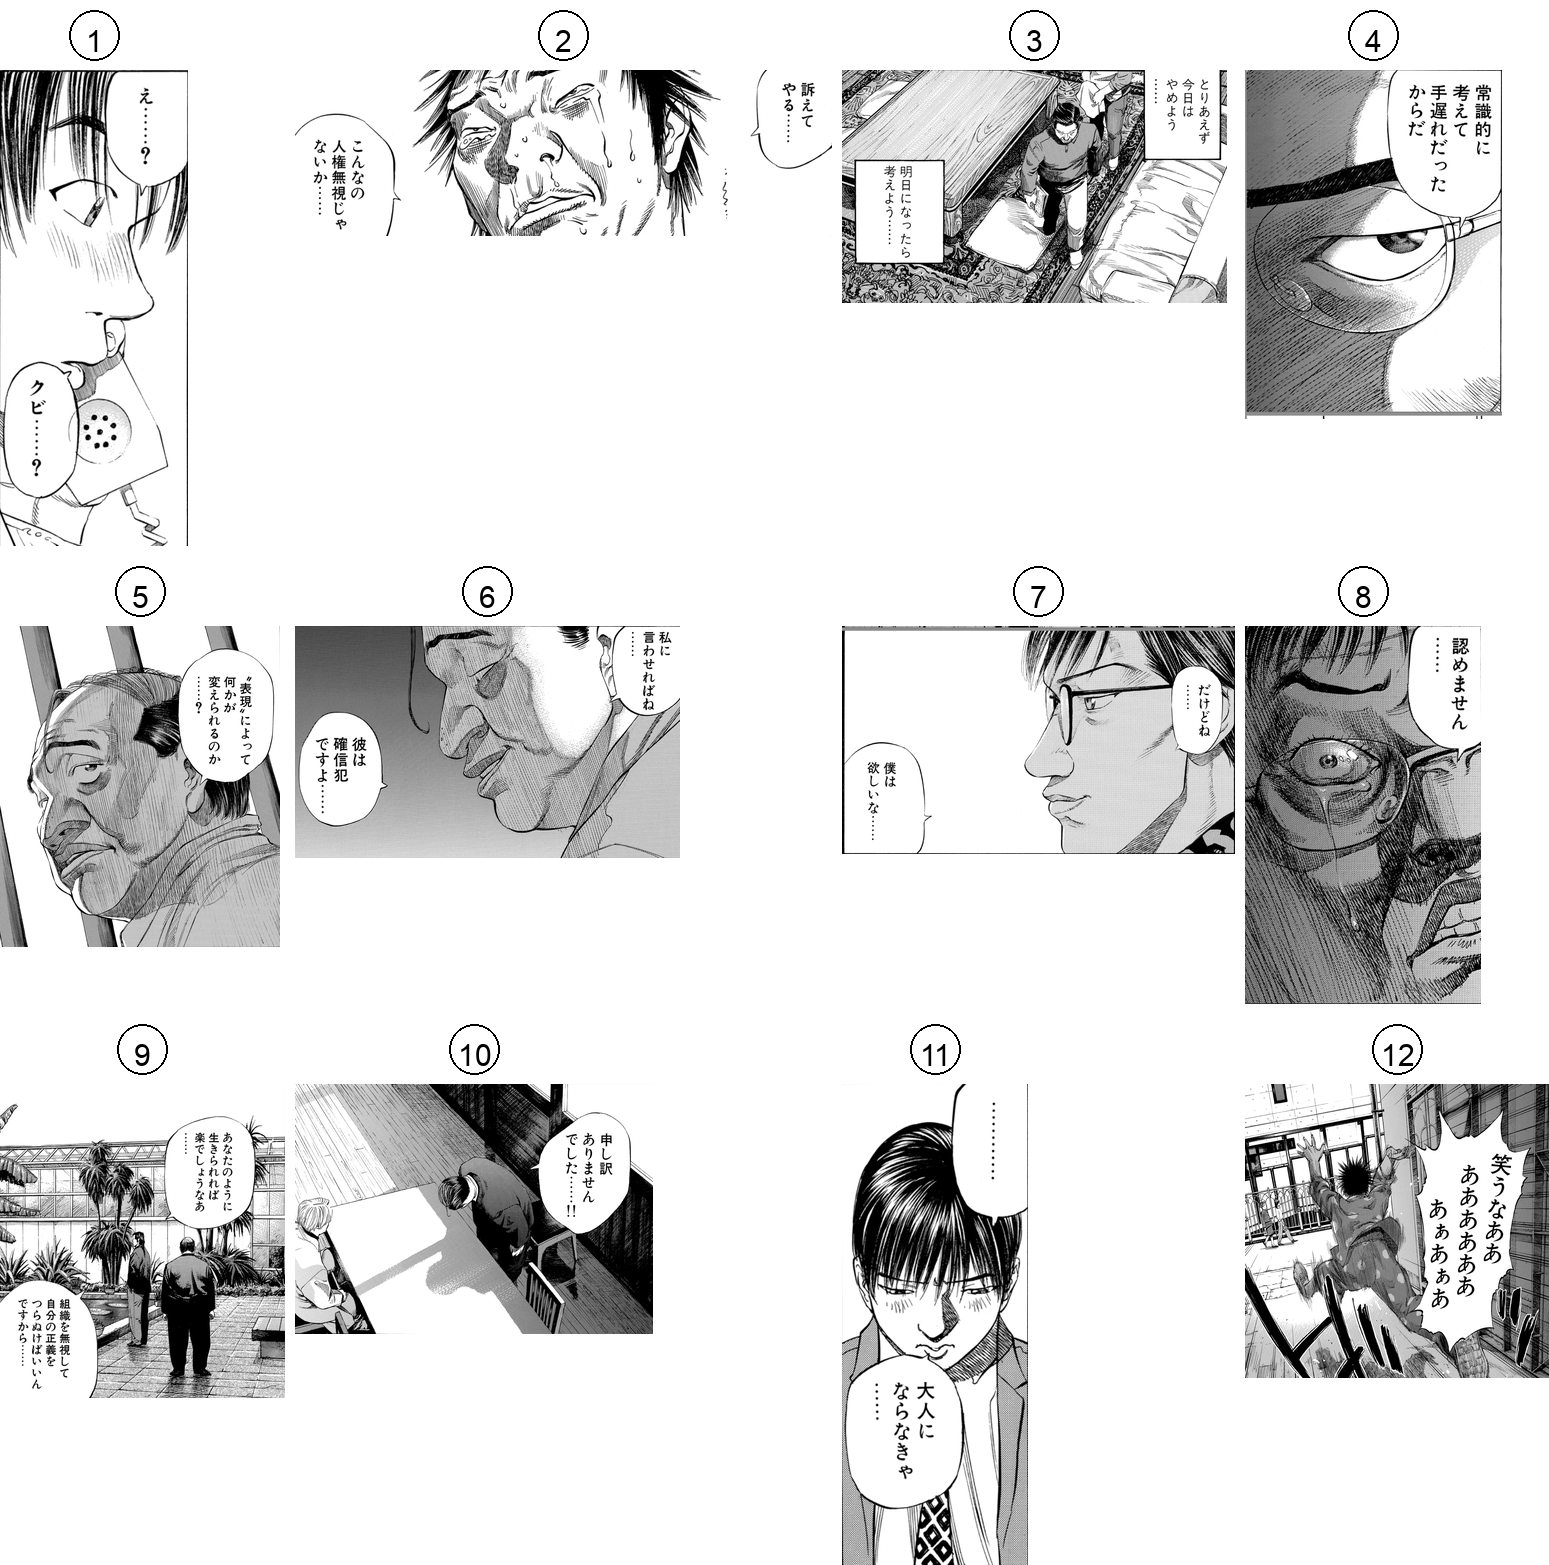 1
え……？
クビ……？
2
訴えて
やる……
こんなの
人権無視じゃ
ないか……
3
とりあえず
今日は
やめよう
……
明日になったら
考えよう……
4
常識的に
考えて
手遅れだった
からだ
5
〝表現〟によって
何かが
変えられるのか
……？
6
私に
言わせればね
……
彼は
確信犯
ですよ……
7
だけどね
……
僕は
欲しいな……
8
認めません
……
9
あなたのように
生きられれば
楽でしょうなあ
……
組織を無視して
自分の正義を
つらぬけばいいん
ですから……
10
申し訳
ありません
でした……!!
11
…………
大人に
ならなきゃ
……
12
笑うなああ
ああああああ
あぁあぁあ